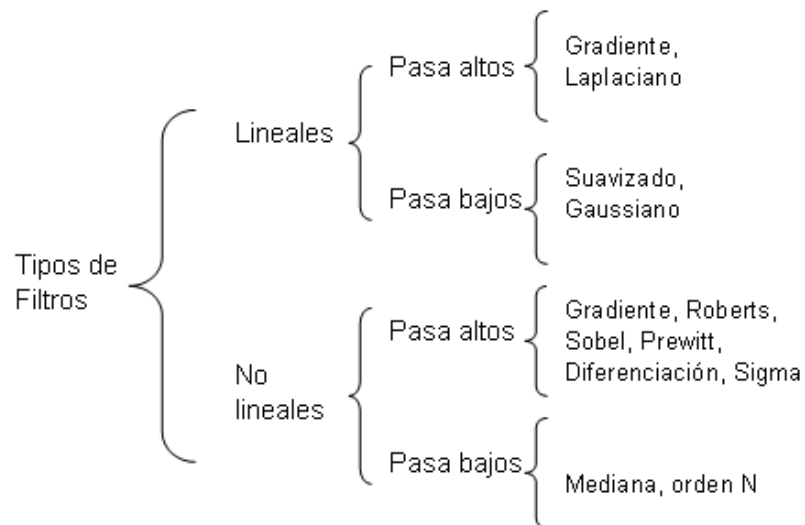 Tipos de
Filtros
Lineales
Pasa altos
Gradiente,
Laplaciano
Pasa bajos
Suavizado,
Gaussiano
No
lineales
Pasa altos
Gradiente, Roberts,
Sobel, Prewitt,
Diferenciación, Sigma
Pasa bajos
Mediana, orden N